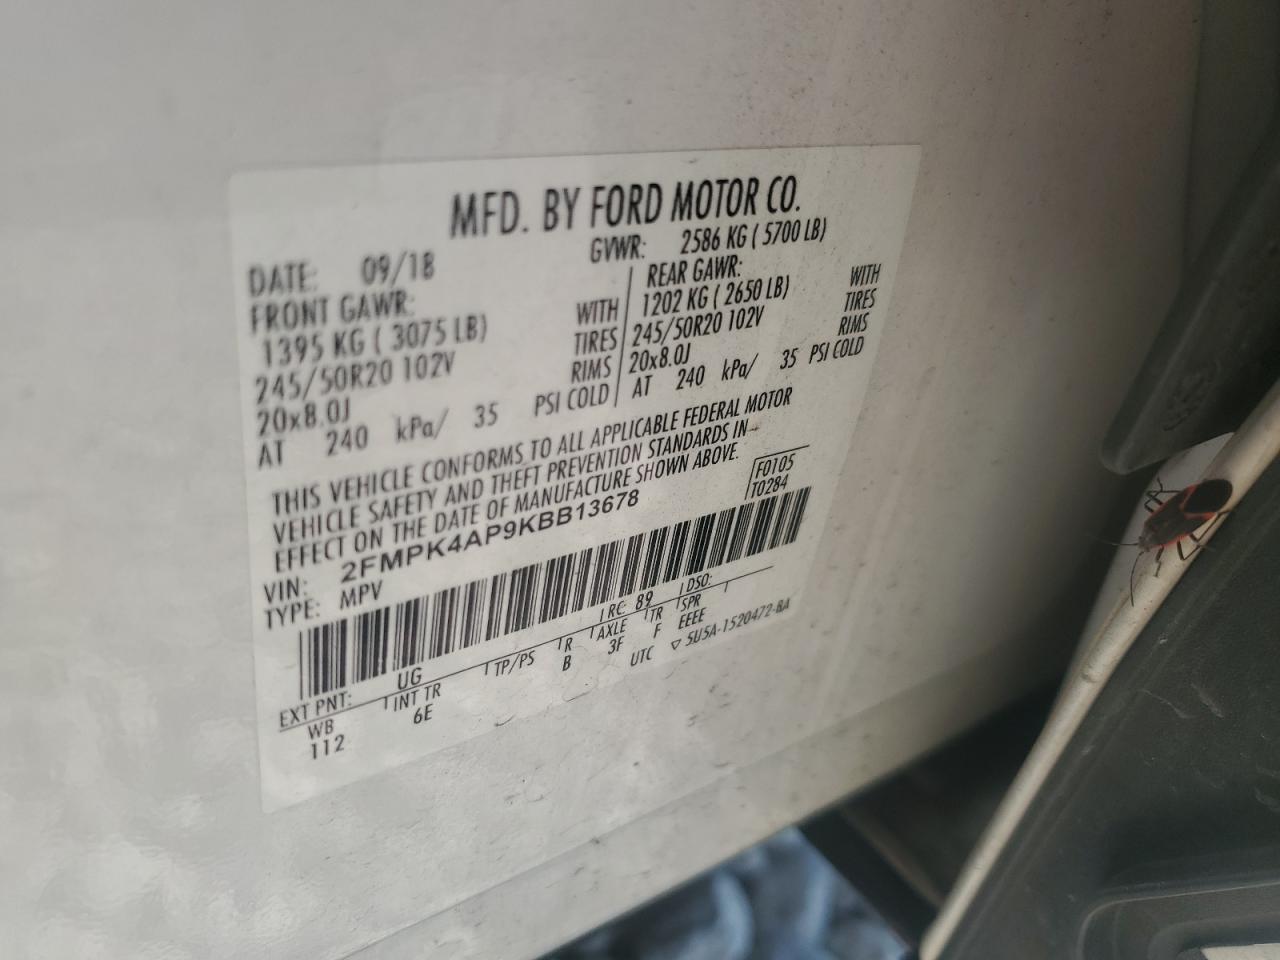 MFD. BY FORD MOTOR CO.
DATE: 09/18 GVWR: 2586 KG ( 5700 LB)
FRONT GAWR: REAR GAWR:
1395 KG ( 3075 LB) WITH 1202 KG ( 2650 LB) WITH
245/50R20 102V TIRES 245/50R20 102V TIRES
20x8.0J RIMS 20x8.0J RIMS
AT 240 kPa/ 35 PSI COLD AT 240 kPa/ 35 PSI COLD
THIS VEHICLE CONFORMS TO ALL APPLICABLE FEDERAL MOTOR
VEHICLE SAFETY AND THEFT PREVENTION STANDARDS IN
EFFECT ON THE DATE OF MANUFACTURE SHOWN ABOVE.
F0105
T0284
VIN: 2FMPK4AP9KBB13678
TYPE: MPV
EXT PNT: UG RC: 89 DSO:
WB INT TR TP/PS R AXLE TR SPR
112 6E B 3F F EEEE
UTC ▽ 5U5A-1520472-BA